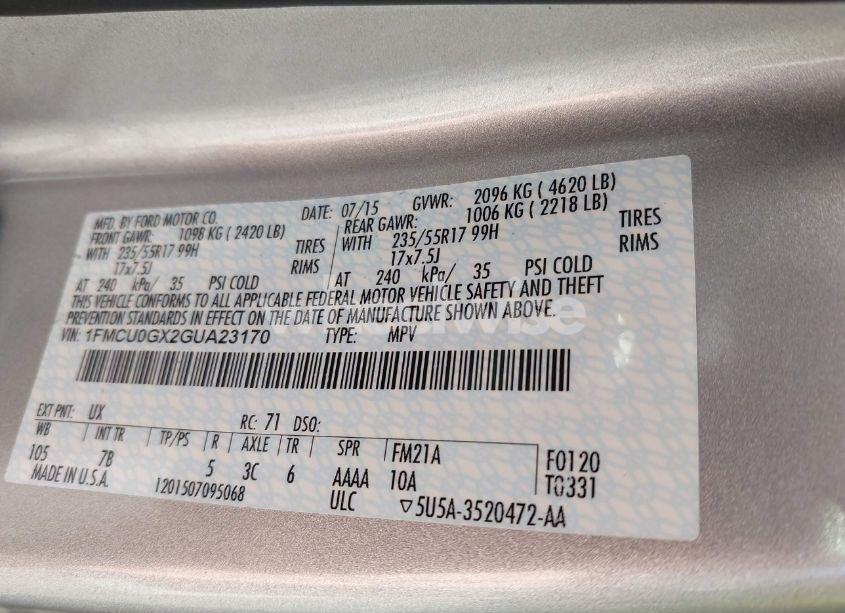 MFD. BY FORD MOTOR CO. DATE: 07/15 GVWR: 2096 KG ( 4620 LB)
FRONT GAWR: 1098 KG ( 2420 LB) REAR GAWR: 1006 KG ( 2218 LB)
WITH 235/55R17 99H TIRES WITH 235/55R17 99H TIRES
17x7.5J RIMS 17x7.5J RIMS
AT 240 kPa/ 35 PSI COLD AT 240 kPa/ 35 PSI COLD
THIS VEHICLE CONFORMS TO ALL APPLICABLE FEDERAL MOTOR VEHICLE SAFETY AND THEFT
PREVENTION STANDARDS IN EFFECT ON THE DATE OF MANUFACTURE SHOWN ABOVE.
VIN: 1FMCU0GX2GUA23170 TYPE: MPV
EXT PNT: UX RC: 71 DSO:
WB INT TR TP/PS R AXLE TR SPR FM21A F0120
105 7B 5 3C 6 AAAA 10A T0331
MADE IN U.S.A. 1201507095068 ULC ▽5U5A-3520472-AA